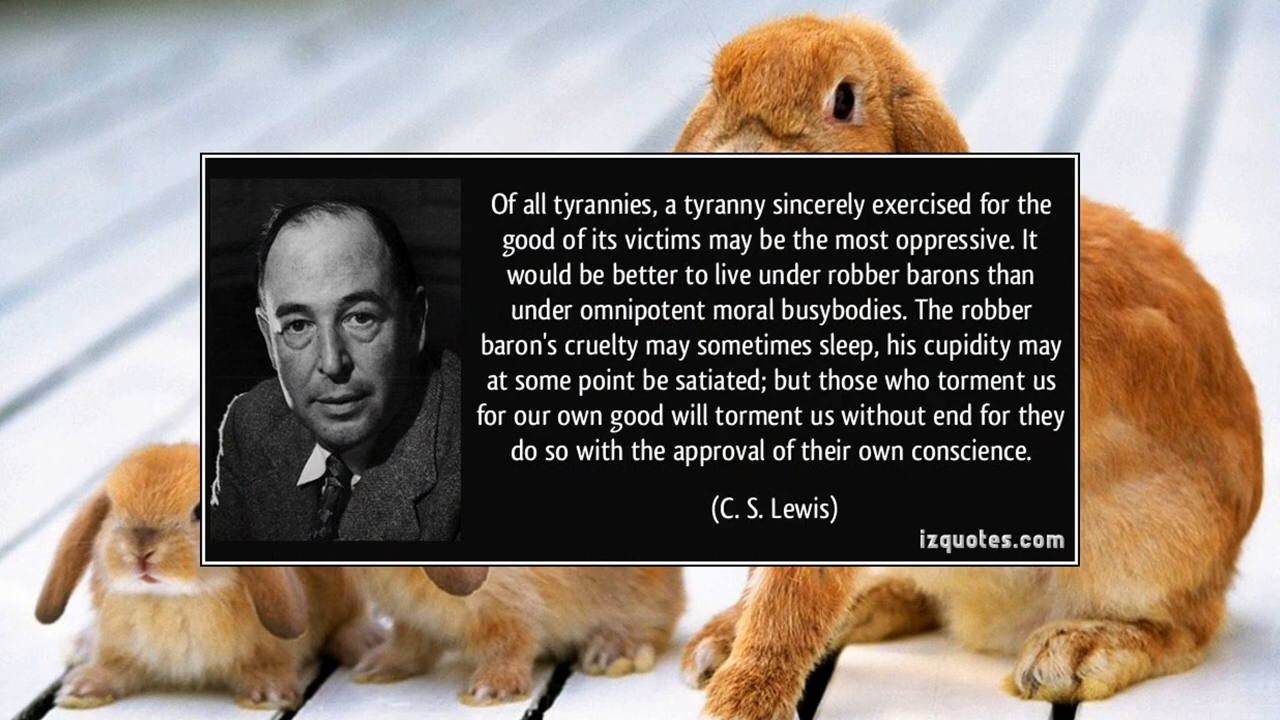 Of all tyrannies, a tyranny sincerely exercised for the
good of its victims may be the most oppressive. It
would be better to live under robber barons than
under omnipotent moral busybodies. The robber
baron's cruelty may sometimes sleep, his cupidity may
at some point be satiated; but those who torment us
for our own good will torment us without end for they
do so with the approval of their own conscience.
(C. S. Lewis)
izquotes.com